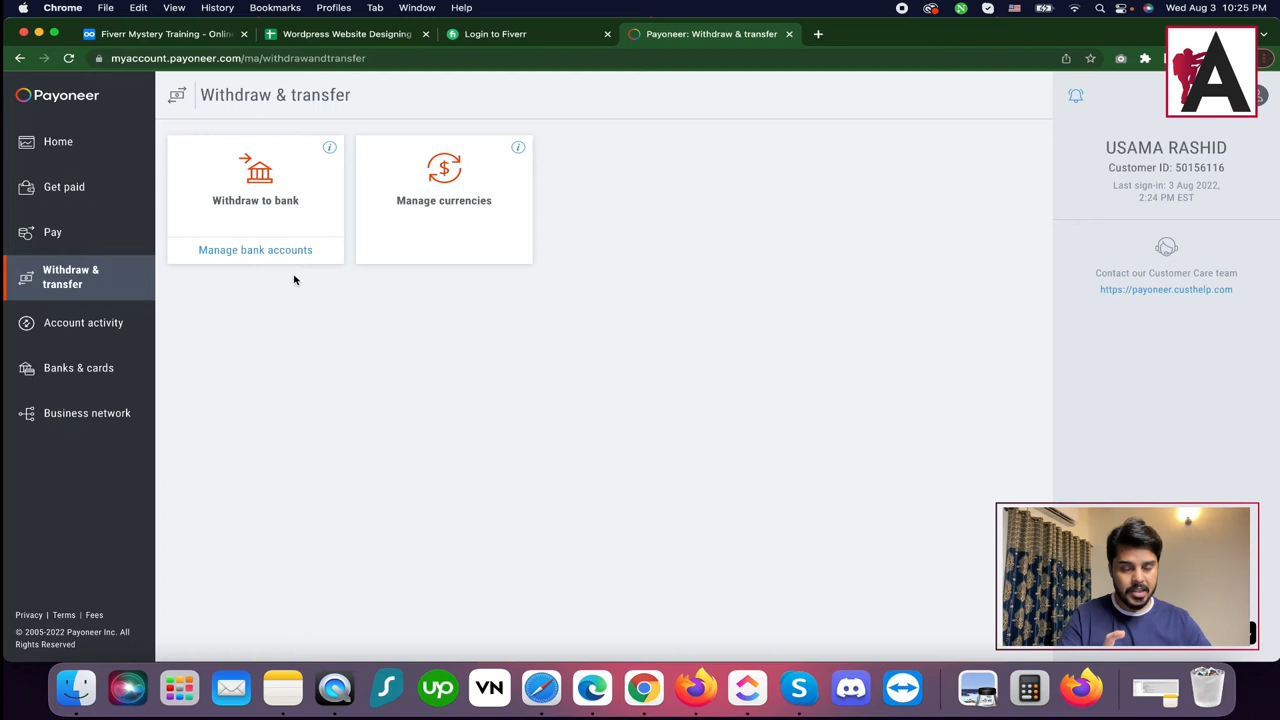 Chrome File Edit View History Bookmarks Profiles Tab Window Help
Wed Aug 3 10:25 PM
Fiverr Mystery Training - Onlin
Wordpress Website Designing
Login to Fiverr
Payoneer: Withdraw & transfer
myaccount.payoneer.com/ma/withdrawandtransfer
A
Payoneer
Home
Get paid
Pay
Withdraw &
transfer
Account activity
Banks & cards
Business network
Privacy | Terms | Fees
© 2005-2022 Payoneer Inc. All
Rights Reserved
Withdraw & transfer
Withdraw to bank
Manage bank accounts
Manage currencies
USAMA RASHID
Customer ID: 50156116
Last sign-in: 3 Aug 2022,
2:24 PM EST
Contact our Customer Care team
https://payoneer.custhelp.com
up
VN
S